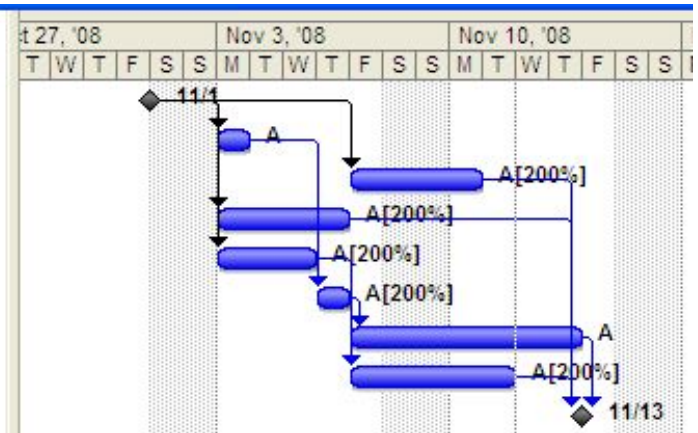 t 27, '08 Nov 3, '08 Nov 10, '08
T W T F S S M T W T F S S M T W T F S S
11/1
A
A[200%]
A[200%]
A[200%]
A[200%]
A
A[200%]
11/13